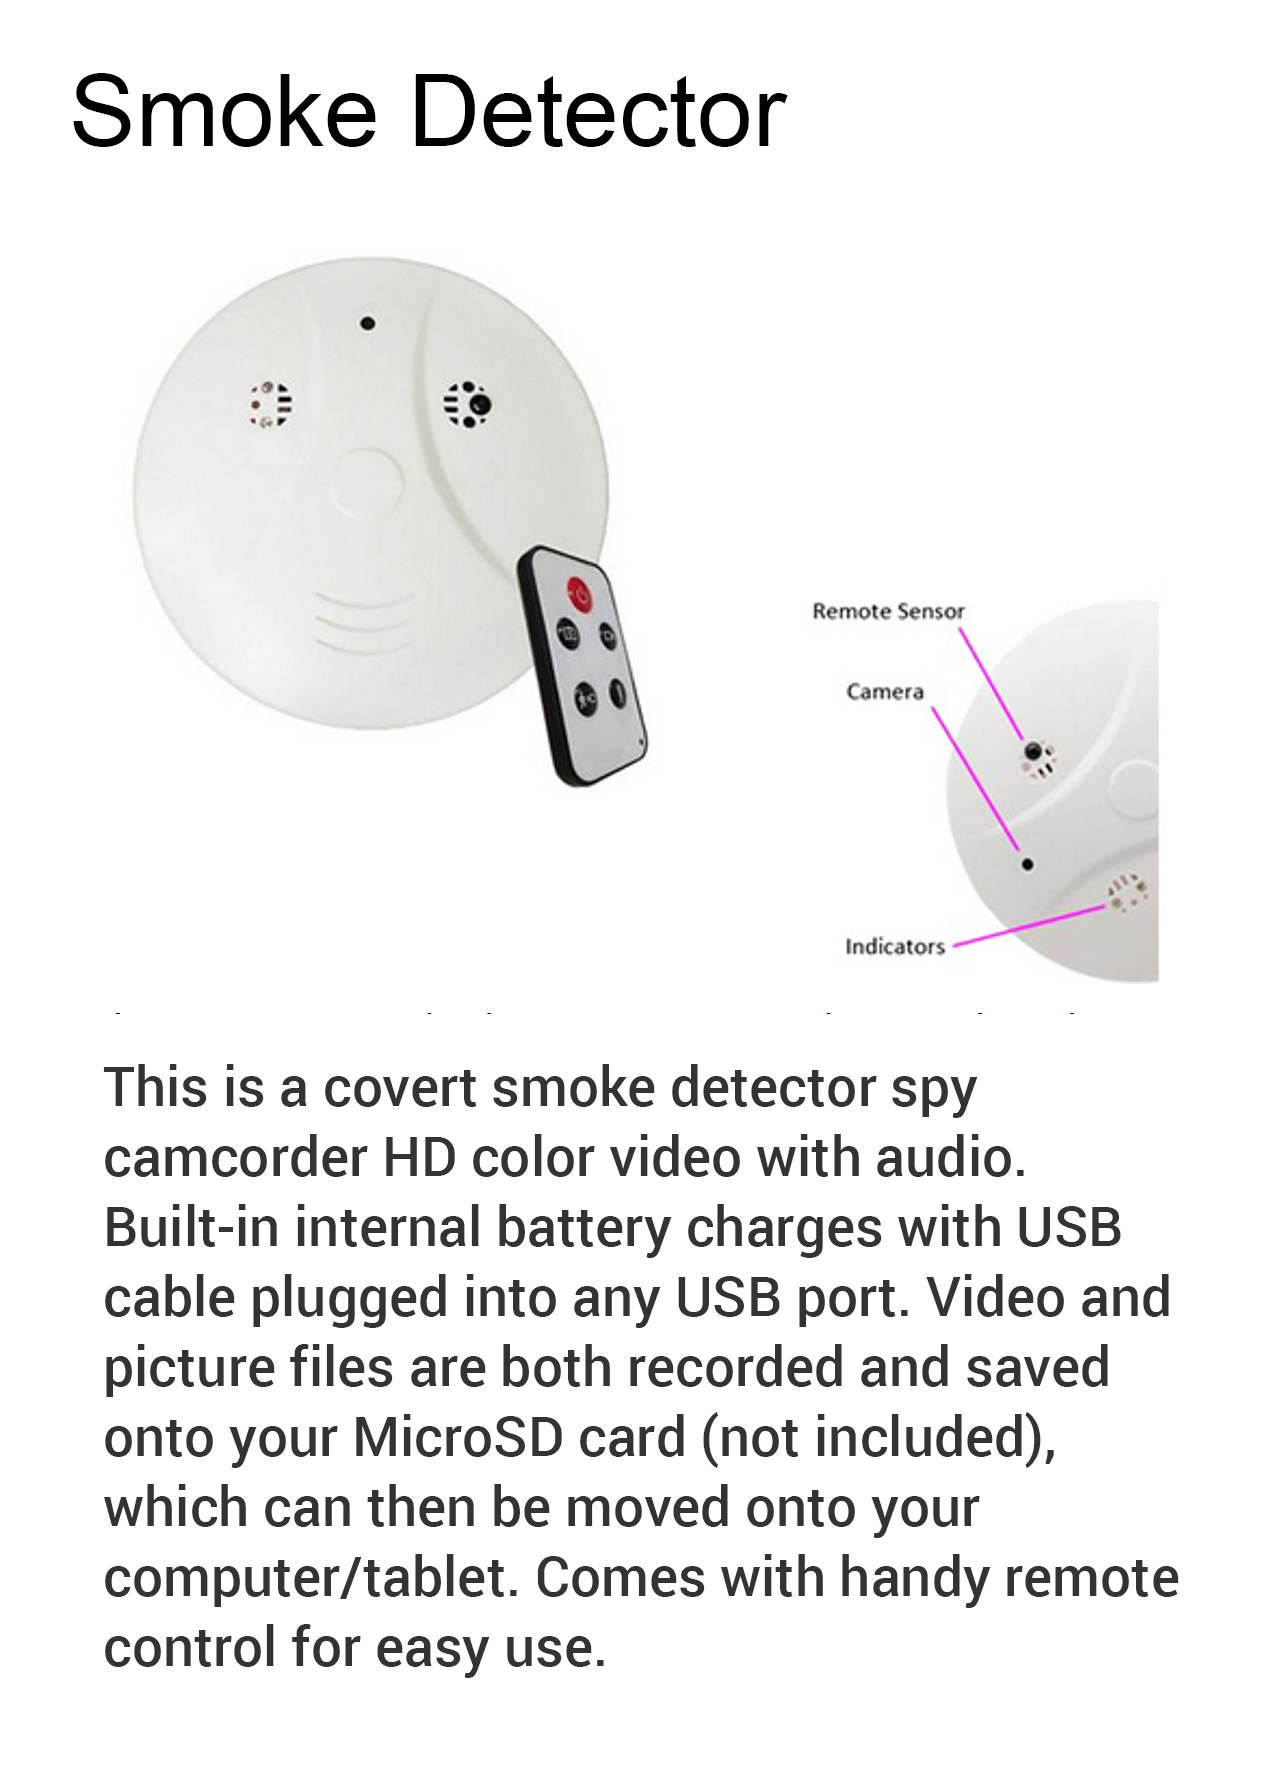 Smoke Detector
Remote Sensor
Camera
Indicators
This is a covert smoke detector spy
camcorder HD color video with audio.
Built-in internal battery charges with USB
cable plugged into any USB port. Video and
picture files are both recorded and saved
onto your MicroSD card (not included),
which can then be moved onto your
computer/tablet. Comes with handy remote
control for easy use.